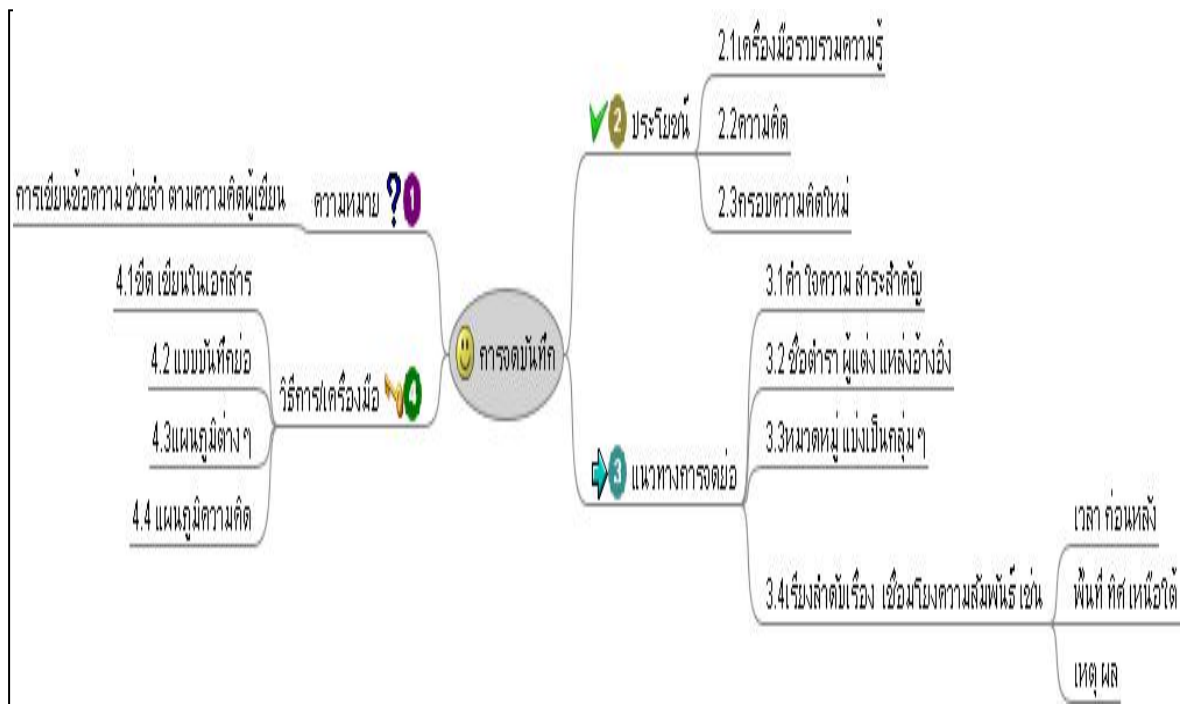 การจดบันทึก
ความหมาย ? 1
การเขียนข้อความ ช่วยจำ ตามความคิดผู้เขียน
2 ประโยชน์
2.1เครื่องมือรวบรวมความรู้
2.2ความคิด
2.3กรอบความคิดใหม่
3 แนวทางการจดย่อ
3.1คำ ใจความ สาระสำคัญ
3.2 ชื่อตำรา ผู้แต่ง แหล่งอ้างอิง
3.3หมวดหมู่ แบ่งเป็นกลุ่ม ๆ
3.4เรียงลำดับเรื่อง เชื่อมโยงความสัมพันธ์ เช่น
เวลา ก่อนหลัง
พื้นที่ ทิศ เหนือใต้
เหตุ ผล
วิธีการ/เครื่องมือ 4
4.1ขีด เขียนในเอกสาร
4.2 แบบบันทึกย่อ
4.3แผนภูมิต่าง ๆ
4.4 แผนภูมิความคิด